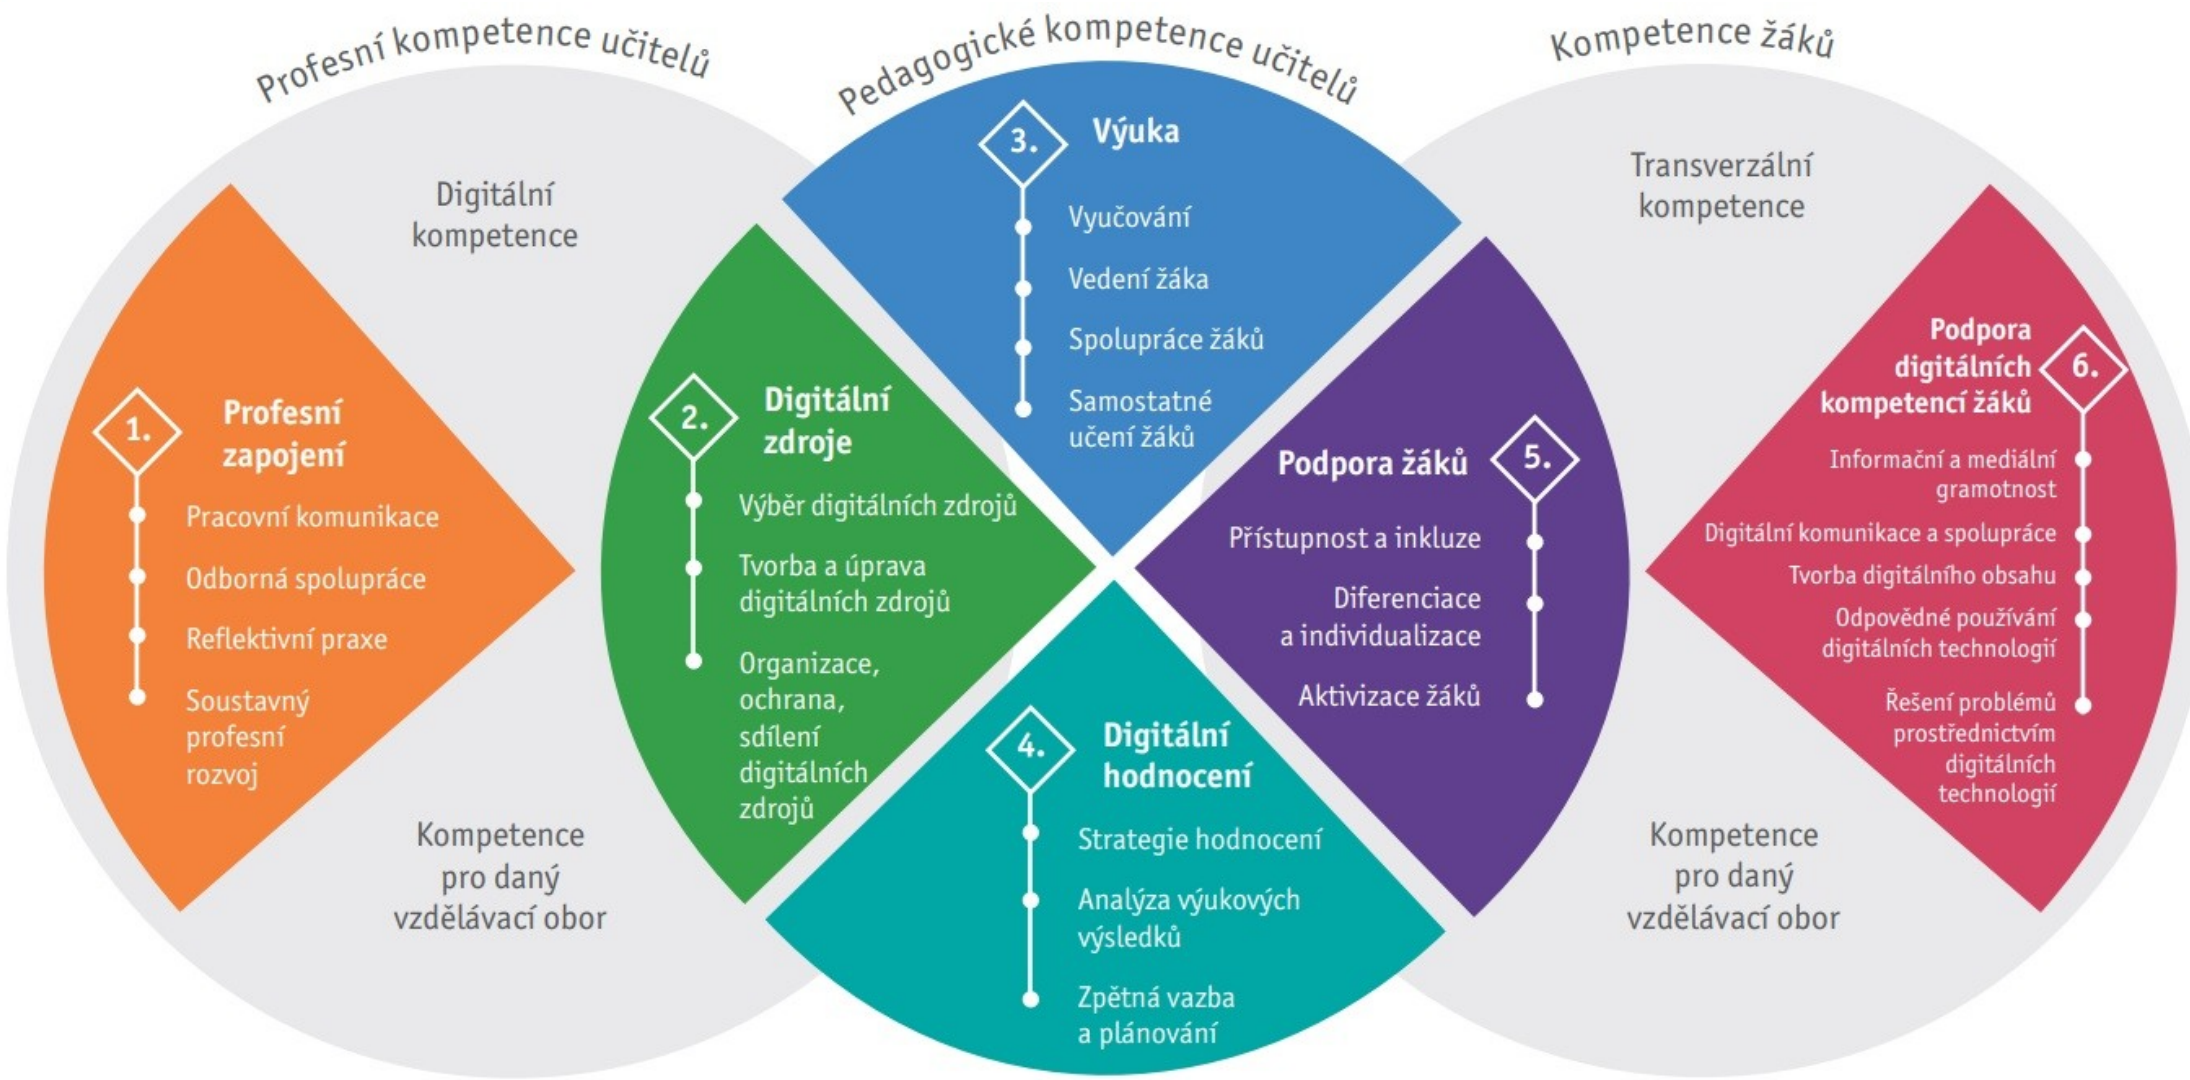 Profesní kompetence učitelů
Pedagogické kompetence učitelů
Kompetence žáků
Digitální
kompetence
Kompetence
pro daný
vzdělávací obor
1.
Profesní
zapojení
Pracovní komunikace
Odborná spolupráce
Reflektivní praxe
Soustavný
profesní
rozvoj
2.
Digitální
zdroje
Výběr digitálních zdrojů
Tvorba a úprava
digitálních zdrojů
Organizace,
ochrana,
sdílení
digitálních
zdrojů
3.
Výuka
Vyučování
Vedení žáka
Spolupráce žáků
Samostatné
učení žáků
4.
Digitální
hodnocení
Strategie hodnocení
Analýza výukových
výsledků
Zpětná vazba
a plánování
Podpora žáků
5.
Přístupnost a inkluze
Diferenciace
a individualizace
Aktivizace žáků
Transverzální
kompetence
Kompetence
pro daný
vzdělávací obor
Podpora
digitálních
kompetencí žáků
6.
Informační a mediální
gramotnost
Digitální komunikace a spolupráce
Tvorba digitálního obsahu
Odpovědné používání
digitálních technologií
Řešení problémů
prostřednictvím
digitálních
technologií